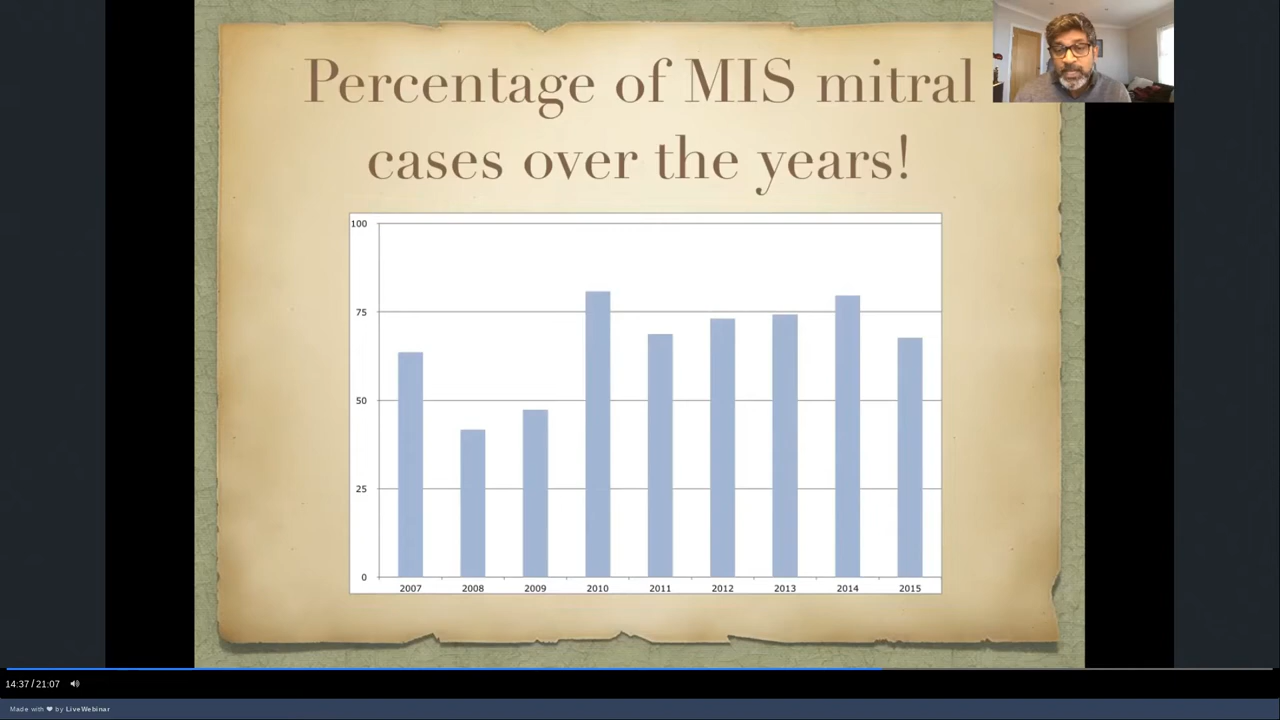 Percentage of MIS mitral
cases over the years!
100
75
50
25
0
2007 2008 2009 2010 2011 2012 2013 2014 2015
14:37 / 21:07
Made with ❤ by LiveWebinar